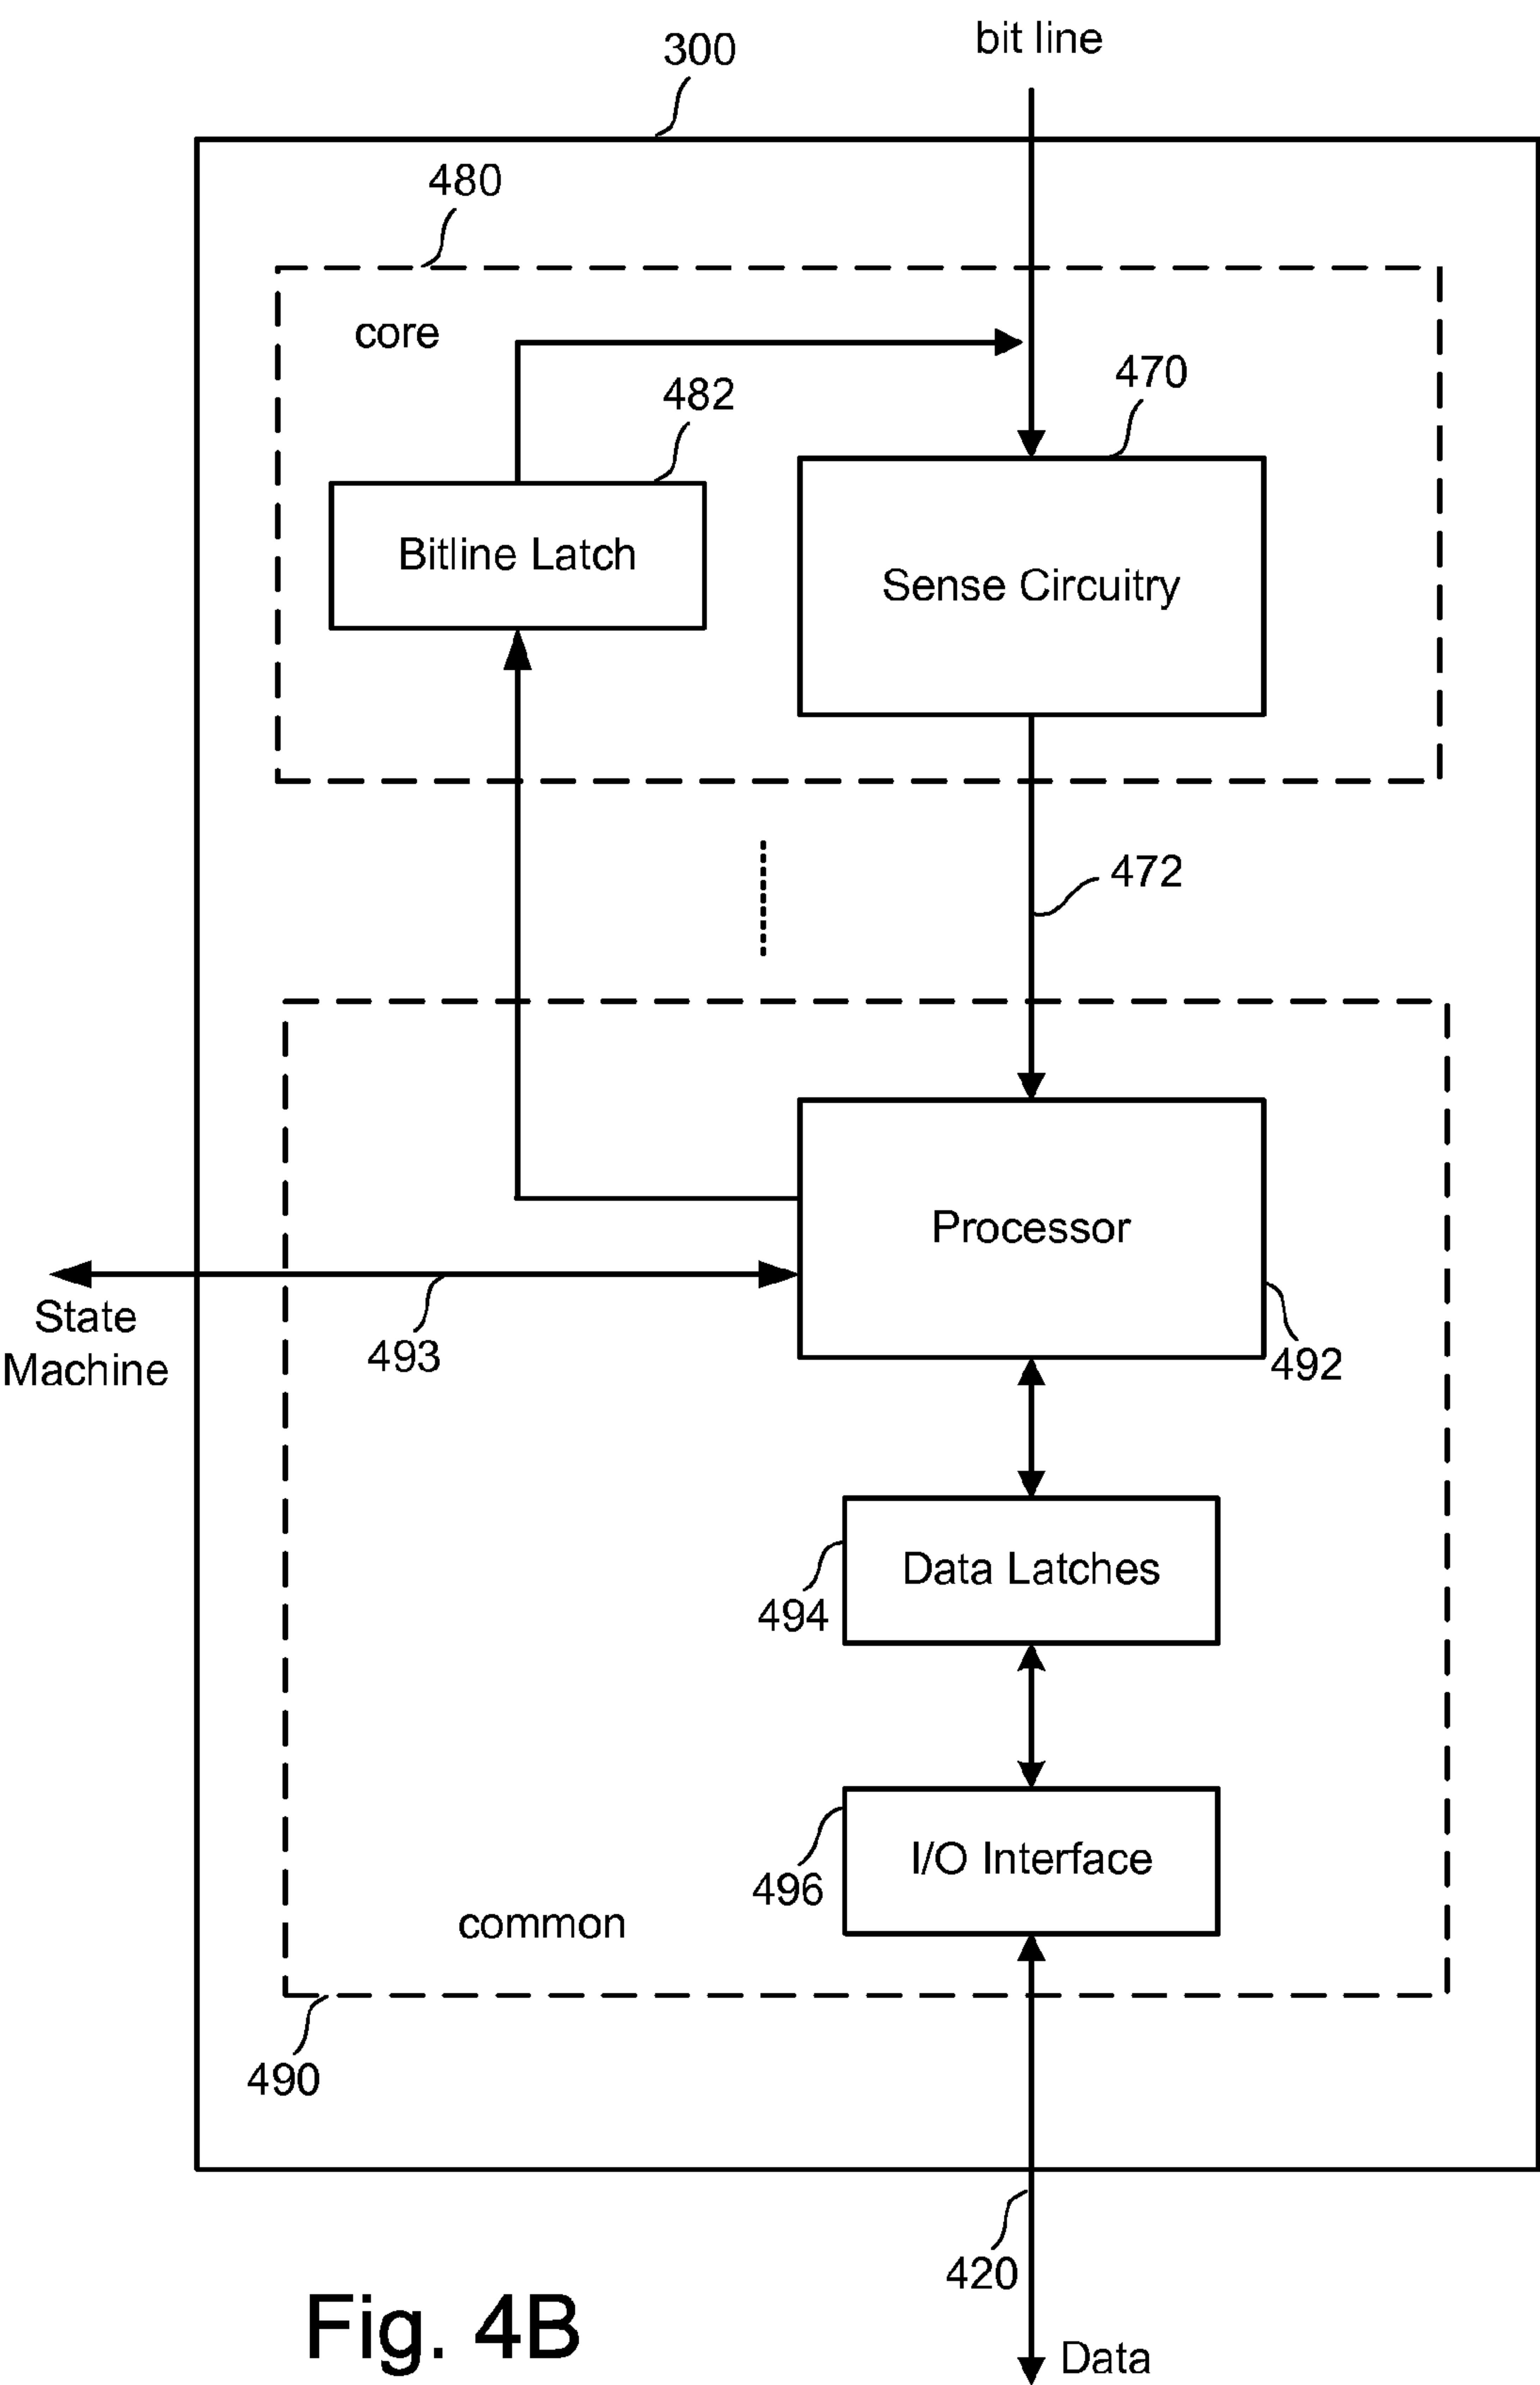 bit line
300
480
core
470
482
Bitline Latch
Sense Circuitry
472
Processor
State
Machine
493
492
Data Latches
494
I/O Interface
496
common
490
420
Fig. 4B
Data